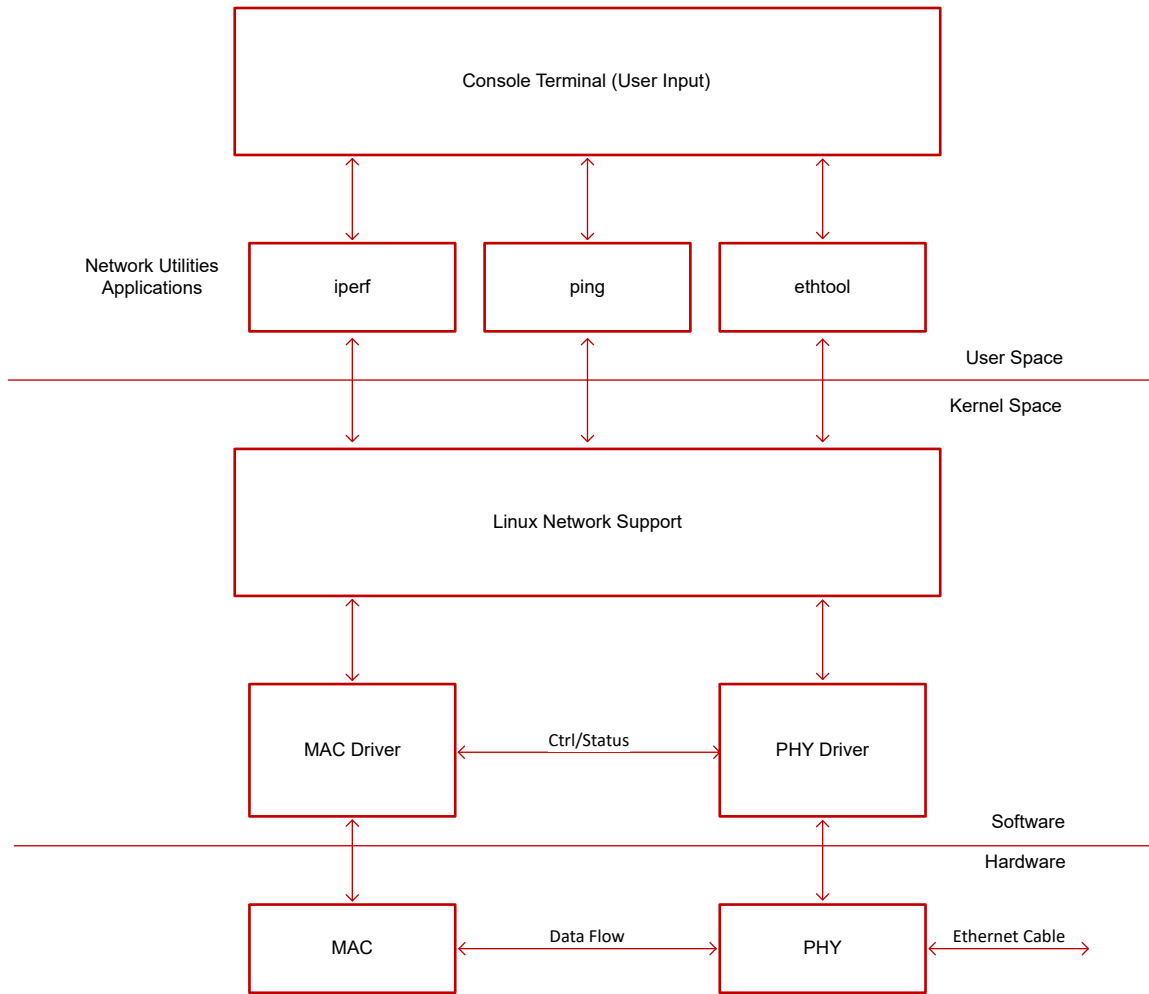 Console Terminal (User Input)
Network Utilities
Applications
iperf
ping
ethtool
User Space
Kernel Space
Linux Network Support
MAC Driver
Ctrl/Status
PHY Driver
Software
Hardware
MAC
Data Flow
PHY
Ethernet Cable